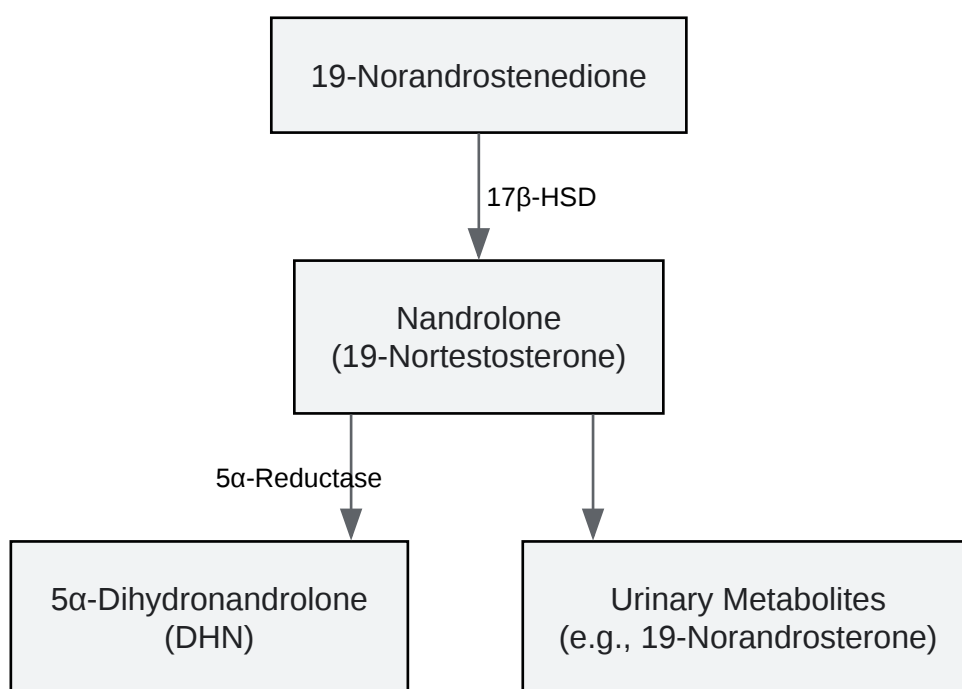 19-Norandrostenedione
17β-HSD
Nandrolone
(19-Nortestosterone)
5α-Reductase
5α-Dihydronandrolone
(DHN)
Urinary Metabolites
(e.g., 19-Norandrosterone)